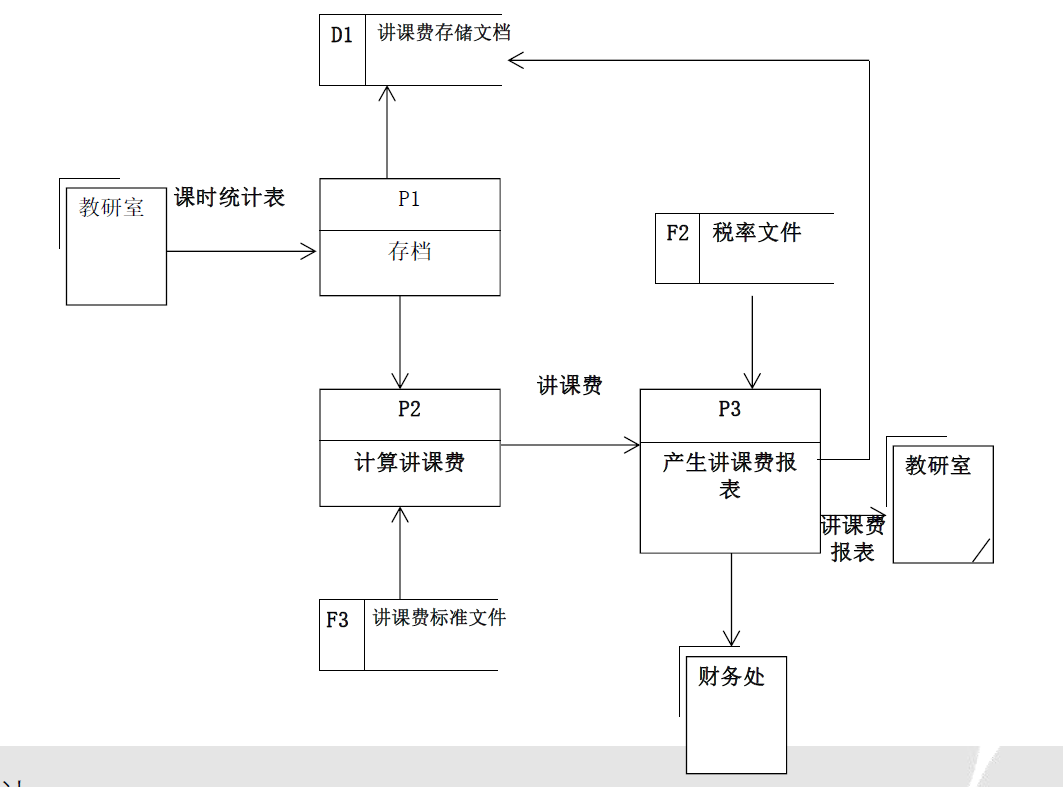 D1
讲课费存储文档
教研室
课时统计表
P1
存档
F2
税率文件
讲课费
P2
计算讲课费
P3
产生讲课费报
表
教研室
讲课费
报表
F3
讲课费标准文件
财务处